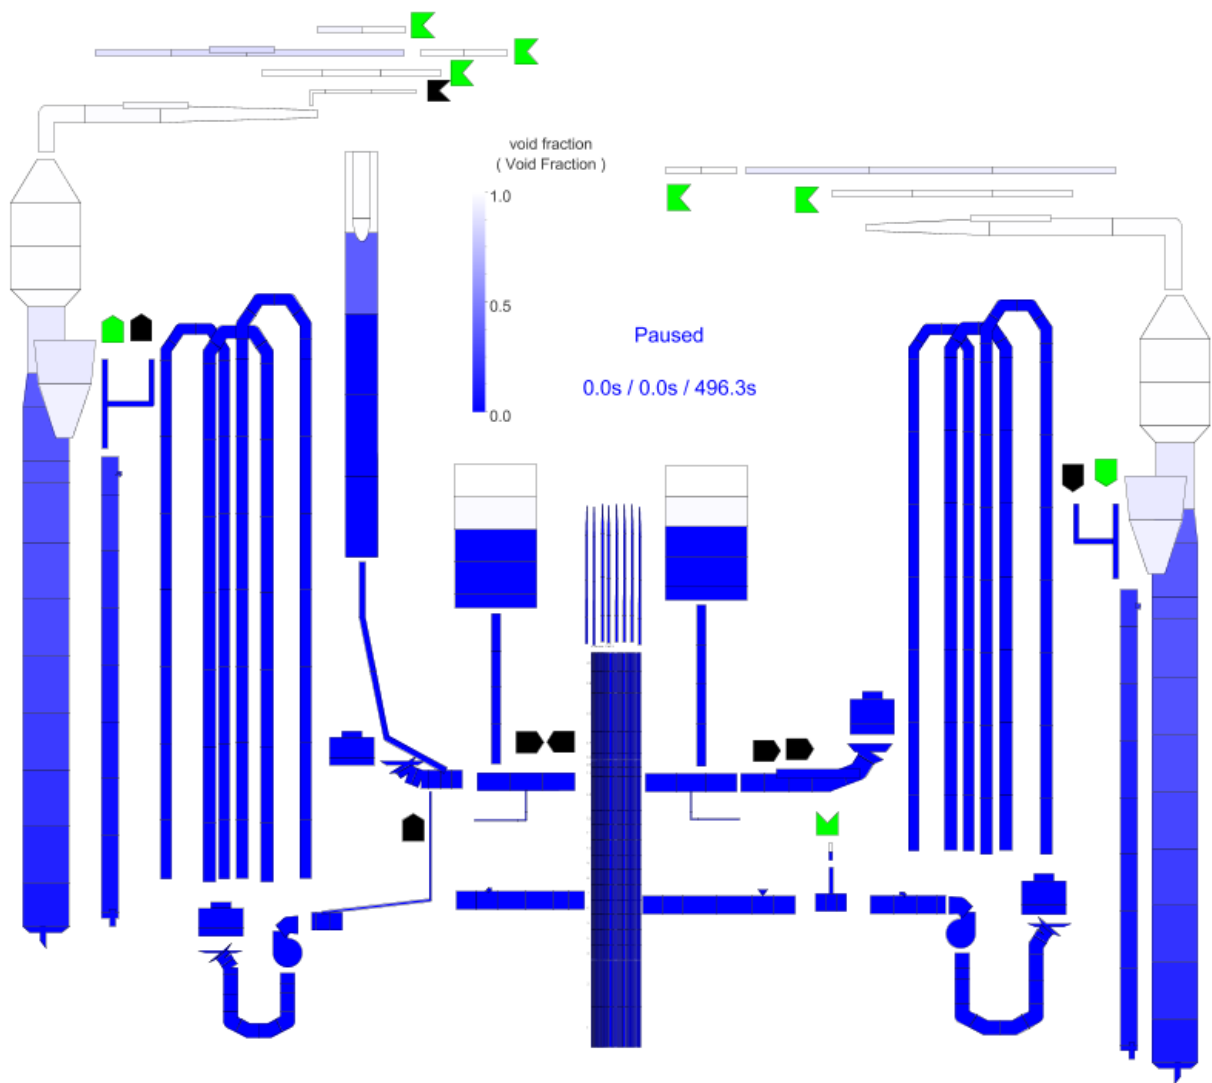 void fraction
( Void Fraction )
1.0
0.5
0.0
Paused
0.0s / 0.0s / 496.3s